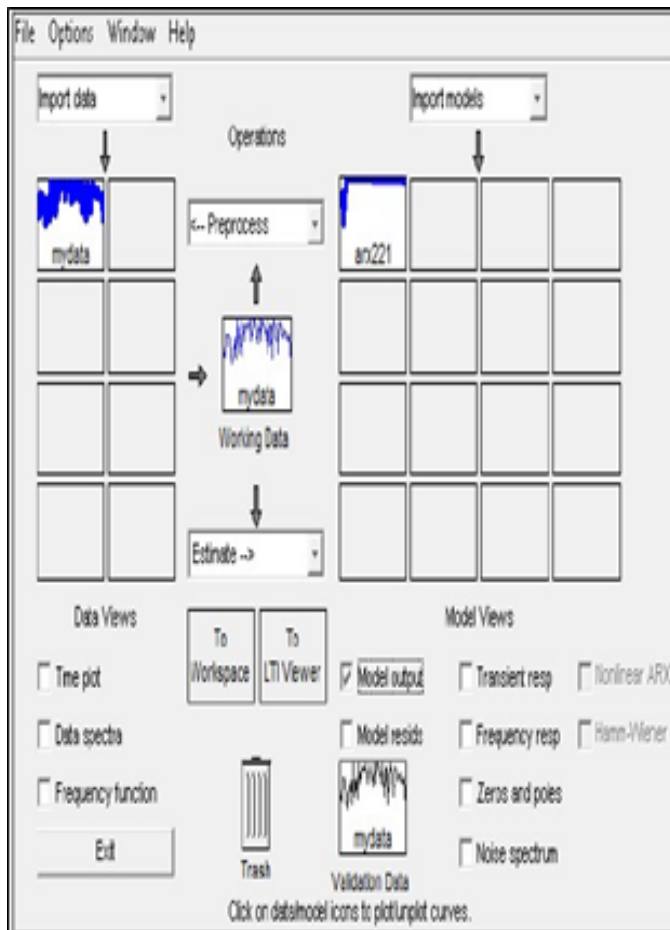 File Options Window Help
Import data
Import models
Operations
<-- Preprocess
mydata
arx221
mydata
Working Data
Estimate -->
Data Views
Model Views
To Workspace
To LTI Viewer
Tme plot
Model output
Transient resp
Nonlinear ARX
Data spectra
Model resids
Frequency resp
Hamm-Wiener
Frequency function
Zeros and poles
mydata
Exit
Trash
Noise spectrum
Validation Data
Click on data/model icons to plot/unplot curves.